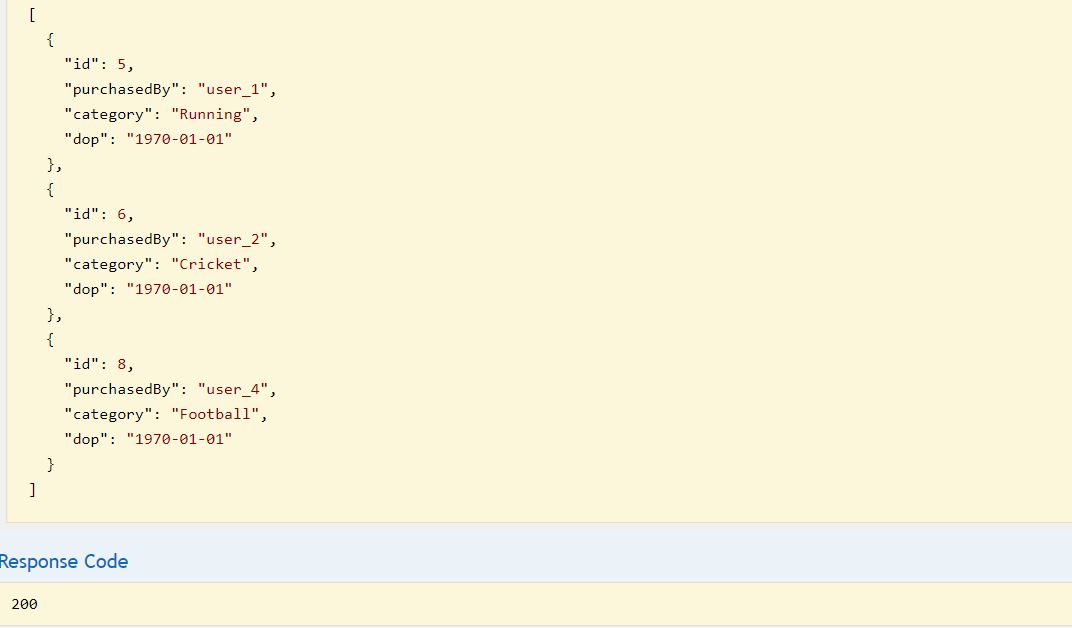 [
  {
    "id": 5,
    "purchasedBy": "user_1",
    "category": "Running",
    "dop": "1970-01-01"
  },
  {
    "id": 6,
    "purchasedBy": "user_2",
    "category": "Cricket",
    "dop": "1970-01-01"
  },
  {
    "id": 8,
    "purchasedBy": "user_4",
    "category": "Football",
    "dop": "1970-01-01"
  }
]
Response Code
200